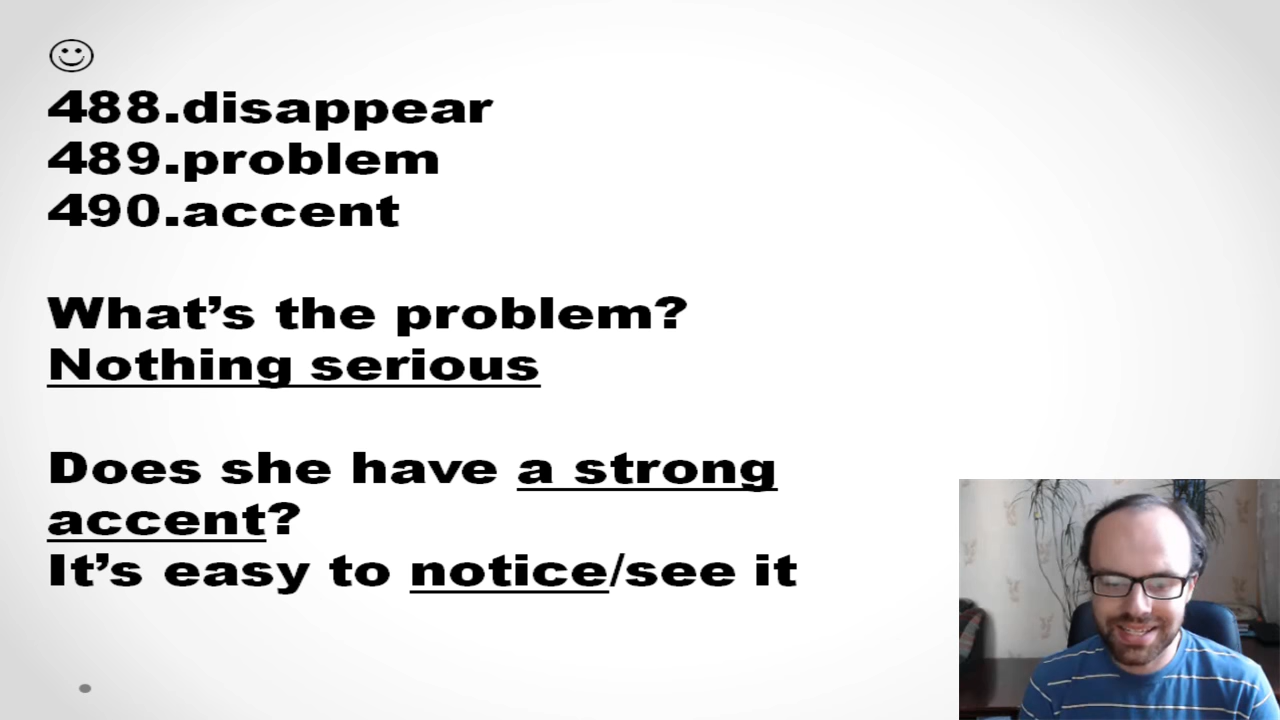 488.disappear
489.problem
490.accent
What’s the problem?
Nothing serious
Does she have a strong
accent?
It’s easy to notice/see it